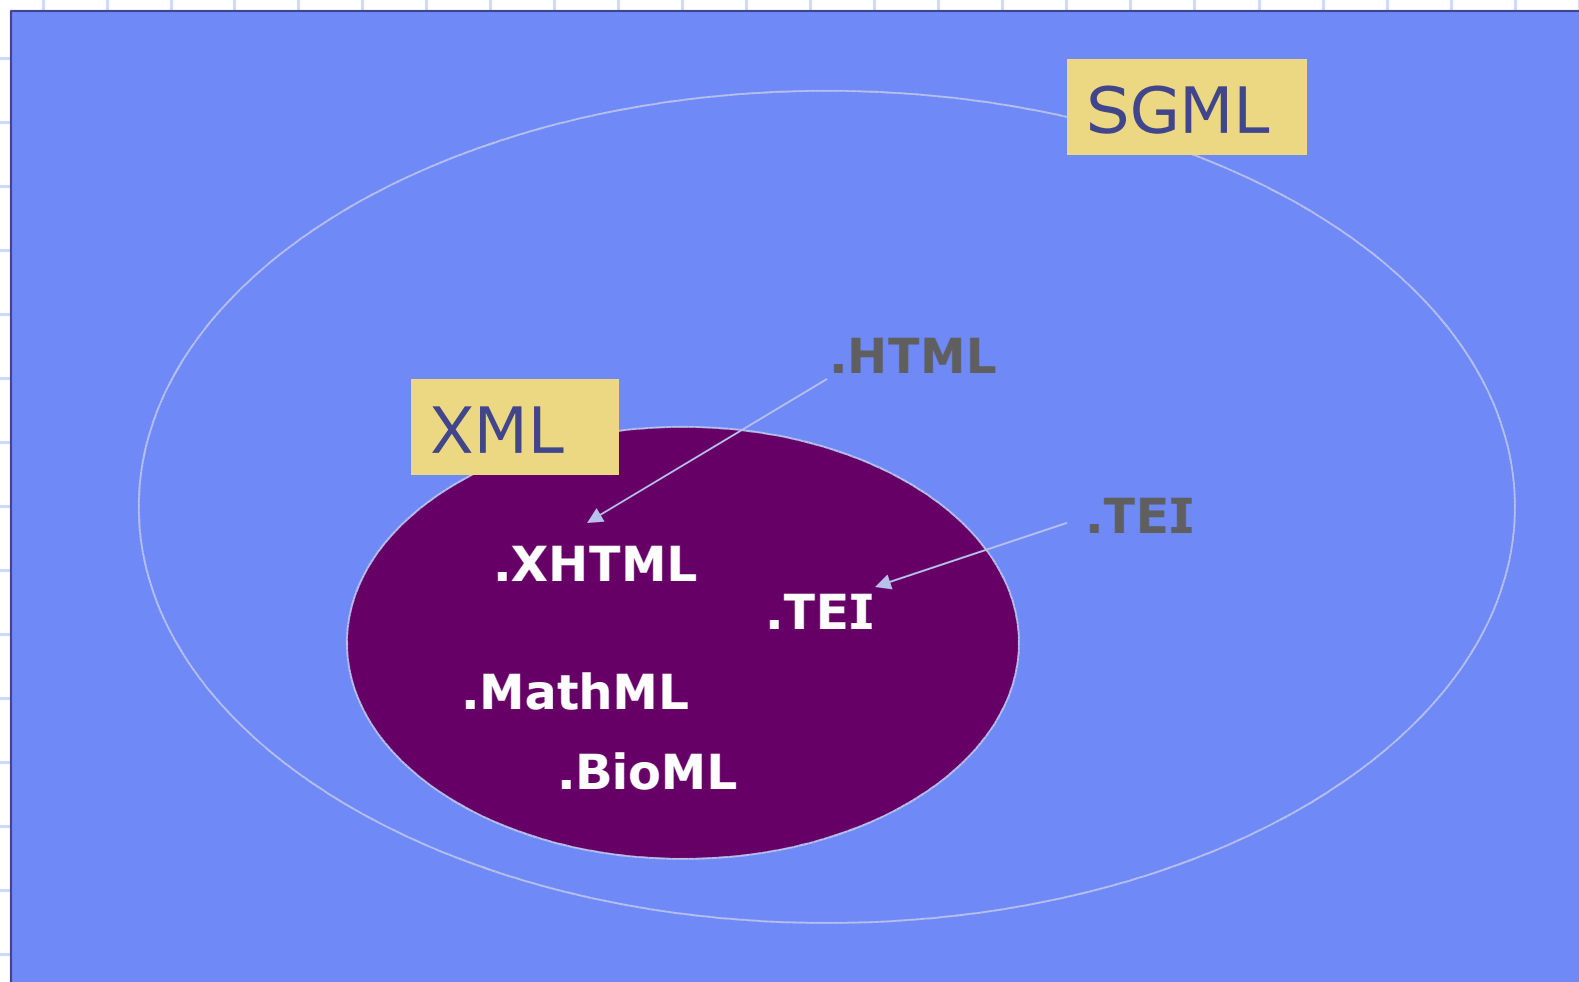 SGML
.HTML
XML
.TEI
.XHTML
.TEI
.MathML
.BioML